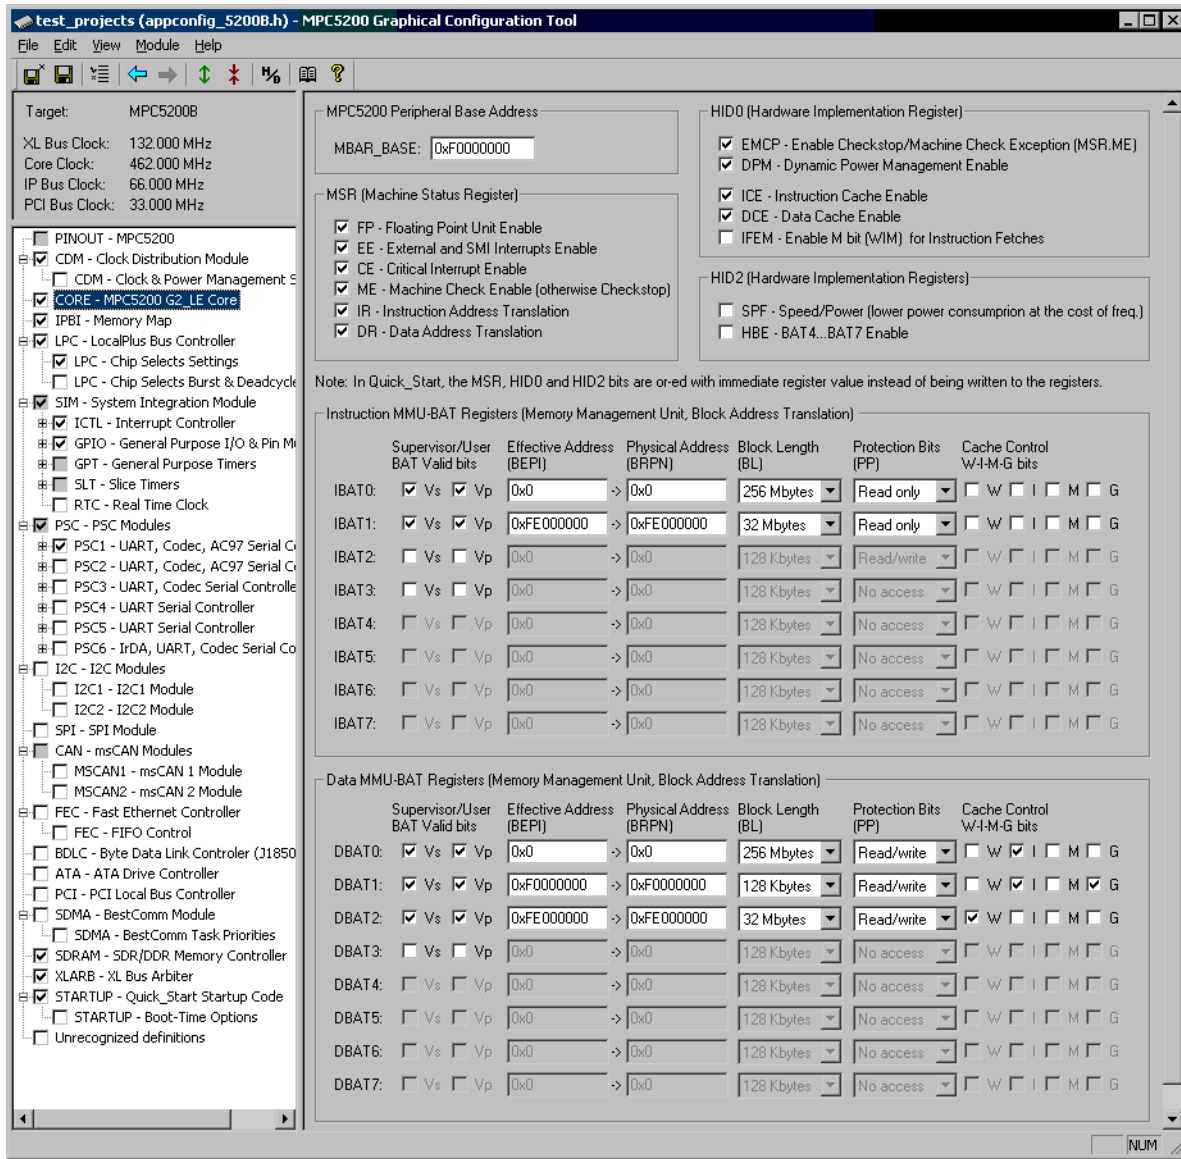 test_projects (appconfig_5200B.h) - MPC5200 Graphical Configuration Tool
File Edit View Module Help
H/D ?
Target: MPC5200B
XL Bus Clock: 132.000 MHz
Core Clock: 462.000 MHz
IP Bus Clock: 66.000 MHz
PCI Bus Clock: 33.000 MHz
PINOUT - MPC5200
CDM - Clock Distribution Module
CDM - Clock & Power Management S
CORE - MPC5200 G2_LE Core
IPBI - Memory Map
LPC - LocalPlus Bus Controller
LPC - Chip Selects Settings
LPC - Chip Selects Burst & Deadcycle
SIM - System Integration Module
ICTL - Interrupt Controller
GPIO - General Purpose I/O & Pin Mu
GPT - General Purpose Timers
SLT - Slice Timers
RTC - Real Time Clock
PSC - PSC Modules
PSC1 - UART, Codec, AC97 Serial Co
PSC2 - UART, Codec, AC97 Serial Co
PSC3 - UART, Codec Serial Controlle
PSC4 - UART Serial Controller
PSC5 - UART Serial Controller
PSC6 - IrDA, UART, Codec Serial Co
I2C - I2C Modules
I2C1 - I2C1 Module
I2C2 - I2C2 Module
SPI - SPI Module
CAN - msCAN Modules
MSCAN1 - msCAN 1 Module
MSCAN2 - msCAN 2 Module
FEC - Fast Ethernet Controller
FEC - FIFO Control
BDLC - Byte Data Link Controler (J1850
ATA - ATA Drive Controller
PCI - PCI Local Bus Controller
SDMA - BestComm Module
SDMA - BestComm Task Priorities
SDRAM - SDR/DDR Memory Controller
XLARB - XL Bus Arbiter
STARTUP - Quick_Start Startup Code
STARTUP - Boot-Time Options
Unrecognized definitions
MPC5200 Peripheral Base Address
MBAR_BASE: 0xF0000000
MSR (Machine Status Register)
FP - Floating Point Unit Enable
EE - External and SMI Interrupts Enable
CE - Critical Interrupt Enable
ME - Machine Check Enable (otherwise Checkstop)
IR - Instruction Address Translation
DR - Data Address Translation
HID0 (Hardware Implementation Register)
EMCP - Enable Checkstop/Machine Check Exception (MSR.ME)
DPM - Dynamic Power Management Enable
ICE - Instruction Cache Enable
DCE - Data Cache Enable
IFEM - Enable M bit (WIM) for Instruction Fetches
HID2 (Hardware Implementation Registers)
SPF - Speed/Power (lower power consumprion at the cost of freq.)
HBE - BAT4...BAT7 Enable
Note: In Quick_Start, the MSR, HID0 and HID2 bits are or-ed with immediate register value instead of being written to the registers.
Instruction MMU-BAT Registers (Memory Management Unit, Block Address Translation)
Supervisor/User Effective Address Physical Address Block Length Protection Bits Cache Control
BAT Valid bits (BEPI) (BRPN) (BL) (PP) W-I-M-G bits
IBAT0: Vs Vp 0x0 -> 0x0 256 Mbytes Read only W I M G
IBAT1: Vs Vp 0xFE000000 -> 0xFE000000 32 Mbytes Read only W I M G
IBAT2: Vs Vp 0x0 -> 0x0 128 Kbytes Read/write W I M G
IBAT3: Vs Vp 0x0 -> 0x0 128 Kbytes No access W I M G
IBAT4: Vs Vp 0x0 -> 0x0 128 Kbytes No access W I M G
IBAT5: Vs Vp 0x0 -> 0x0 128 Kbytes No access W I M G
IBAT6: Vs Vp 0x0 -> 0x0 128 Kbytes No access W I M G
IBAT7: Vs Vp 0x0 -> 0x0 128 Kbytes No access W I M G
Data MMU-BAT Registers (Memory Management Unit, Block Address Translation)
Supervisor/User Effective Address Physical Address Block Length Protection Bits Cache Control
BAT Valid bits (BEPI) (BRPN) (BL) (PP) W-I-M-G bits
DBAT0: Vs Vp 0x0 -> 0x0 256 Mbytes Read/write W I M G
DBAT1: Vs Vp 0xF0000000 -> 0xF0000000 128 Kbytes Read/write W I M G
DBAT2: Vs Vp 0xFE000000 -> 0xFE000000 32 Mbytes Read/write W I M G
DBAT3: Vs Vp 0x0 -> 0x0 128 Kbytes No access W I M G
DBAT4: Vs Vp 0x0 -> 0x0 128 Kbytes No access W I M G
DBAT5: Vs Vp 0x0 -> 0x0 128 Kbytes No access W I M G
DBAT6: Vs Vp 0x0 -> 0x0 128 Kbytes No access W I M G
DBAT7: Vs Vp 0x0 -> 0x0 128 Kbytes No access W I M G
NUM